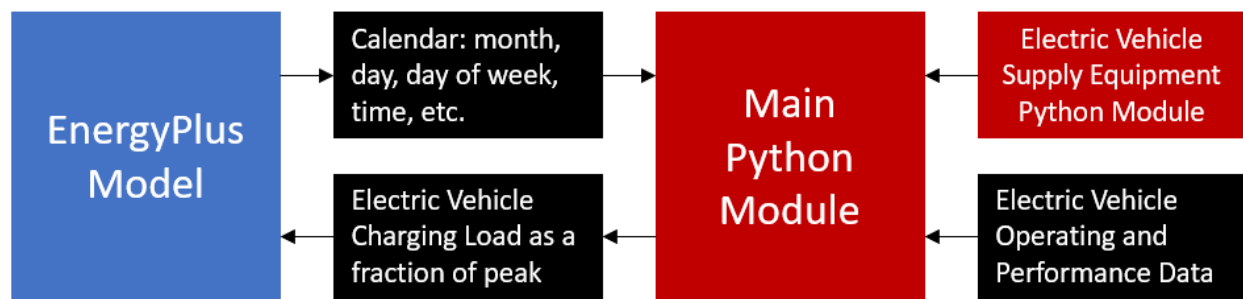 EnergyPlus
Model
Calendar: month,
day, day of week,
time, etc.
Electric Vehicle
Charging Load as a
fraction of peak
Main
Python
Module
Electric Vehicle
Supply Equipment
Python Module
Electric Vehicle
Operating and
Performance Data